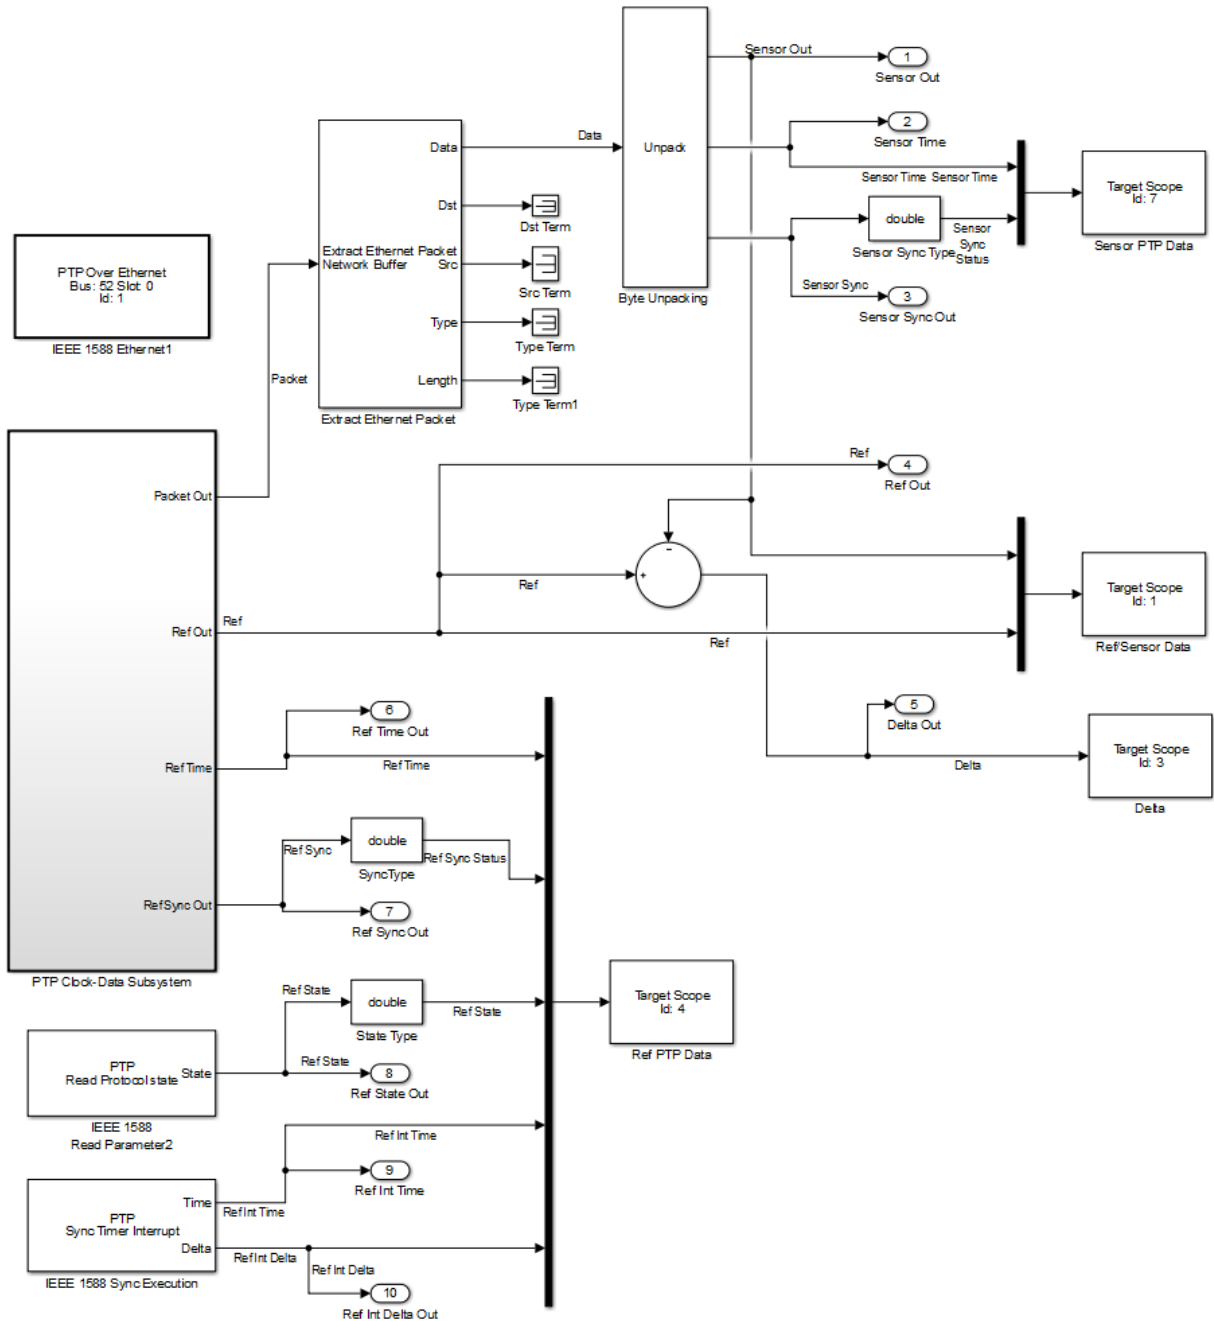 Sensor Out
1
Sensor Out
Unpack
Byte Unpacking
2
Sensor Time
Sensor Time Sensor Time
double
Sensor Sync Type
Sensor
Sync
Status
Sensor Sync
3
Sensor Sync Out
Target Scope
Id: 7
Sensor PTP Data
Data
Data
Dst
Extract Ethernet Packet
Network Buffer
Src
Type
Length
Extract Ethernet Packet
Dst Term
Src Term
Type Term
Type Term1
PTP Over Ethernet
Bus: 52 Slot: 0
Id: 1
IEEE 1588 Ethernet1
Packet
Packet Out
Ref Out
Ref
Ref Time
Ref Sync Out
PTP Clock-Data Subsystem
Ref
4
Ref Out
-
+
Ref
Ref
Target Scope
Id: 1
Ref/Sensor Data
5
Delta Out
Delta
Target Scope
Id: 3
Delta
6
Ref Time Out
Ref Time
Ref Sync
double
SyncType
Ref Sync Status
7
Ref Sync Out
Ref State
double
State Type
Ref State
Target Scope
Id: 4
Ref PTP Data
PTP
Read Protocol state
State
IEEE 1588
Read Parameter2
Ref State
8
Ref State Out
Ref Int Time
9
Ref Int Time
Time
PTP
Sync Timer Interrupt
Delta
IEEE 1588 Sync Execution
Ref Int Time
Ref Int Delta
Ref Int Delta
10
Ref Int Delta Out